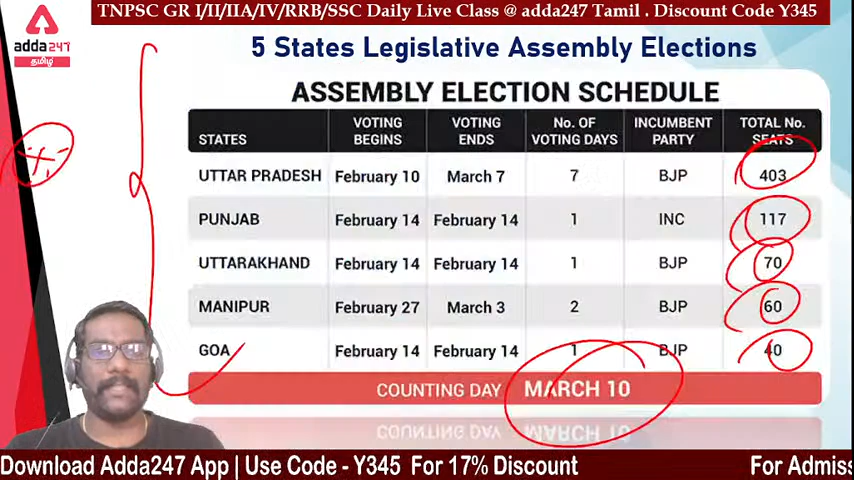 TNPSC GR I/II/IIA/IV/RRB/SSC Daily Live Class @ adda247 Tamil . Discount Code Y345
adda247
தமிழ்
5 States Legislative Assembly Elections
ASSEMBLY ELECTION SCHEDULE
STATES VOTING BEGINS VOTING ENDS No. OF VOTING DAYS INCUMBENT PARTY TOTAL No. SEATS
UTTAR PRADESH February 10 March 7 7 BJP 403
PUNJAB February 14 February 14 1 INC 117
UTTARAKHAND February 14 February 14 1 BJP 70
MANIPUR February 27 March 3 2 BJP 60
GOA February 14 February 14 1 BJP 40
COUNTING DAY MARCH 10
Download Adda247 App | Use Code - Y345 For 17% Discount For Admiss